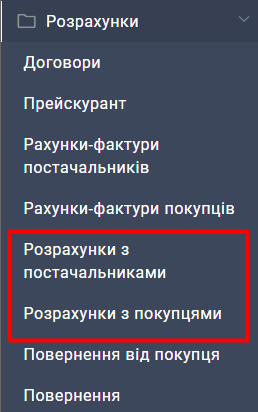 Розрахунки
Договори
Прейскурант
Рахунки-фактури
постачальників
Рахунки-фактури покупців
Розрахунки з
постачальниками
Розрахунки з покупцями
Повернення від покупця
Повернення